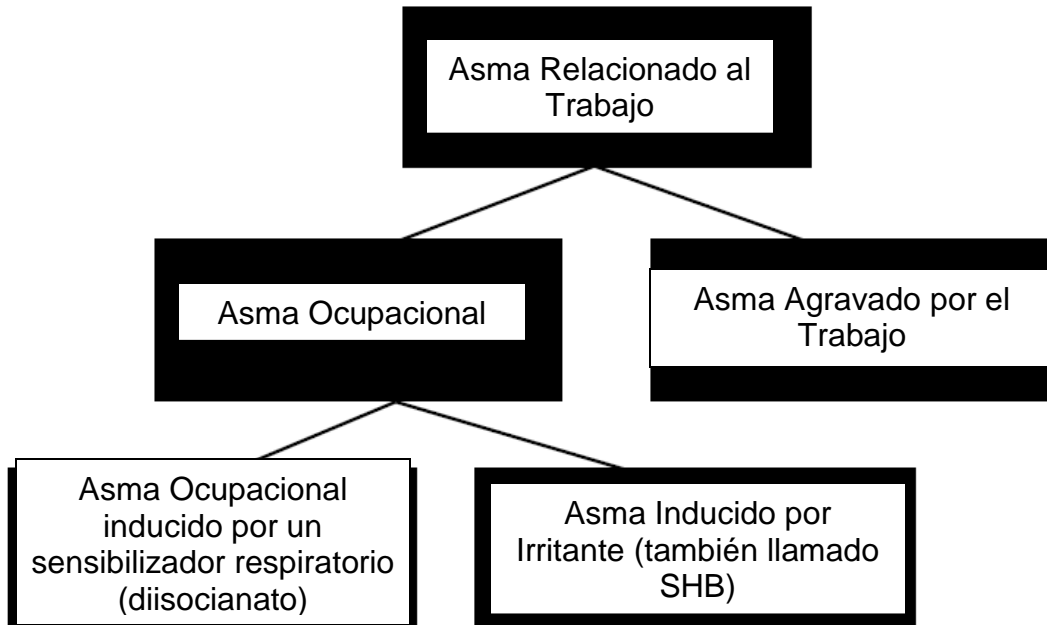 Asma Relacionado al
Trabajo
Asma Ocupacional
Asma Agravado por el
Trabajo
Asma Ocupacional
inducido por un
sensibilizador respiratorio
(diisocianato)
Asma Inducido por
Irritante (también llamado
SHB)